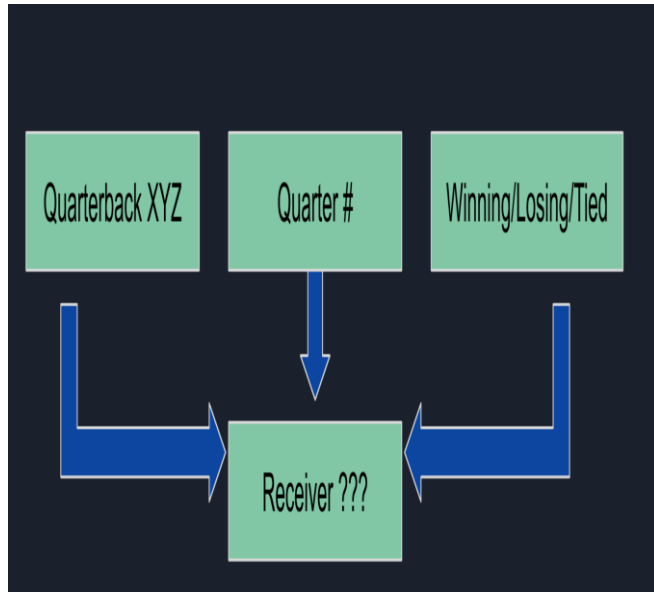 Quarterback XYZ
Quarter #
Winning/Losing/Tied
Receiver ???